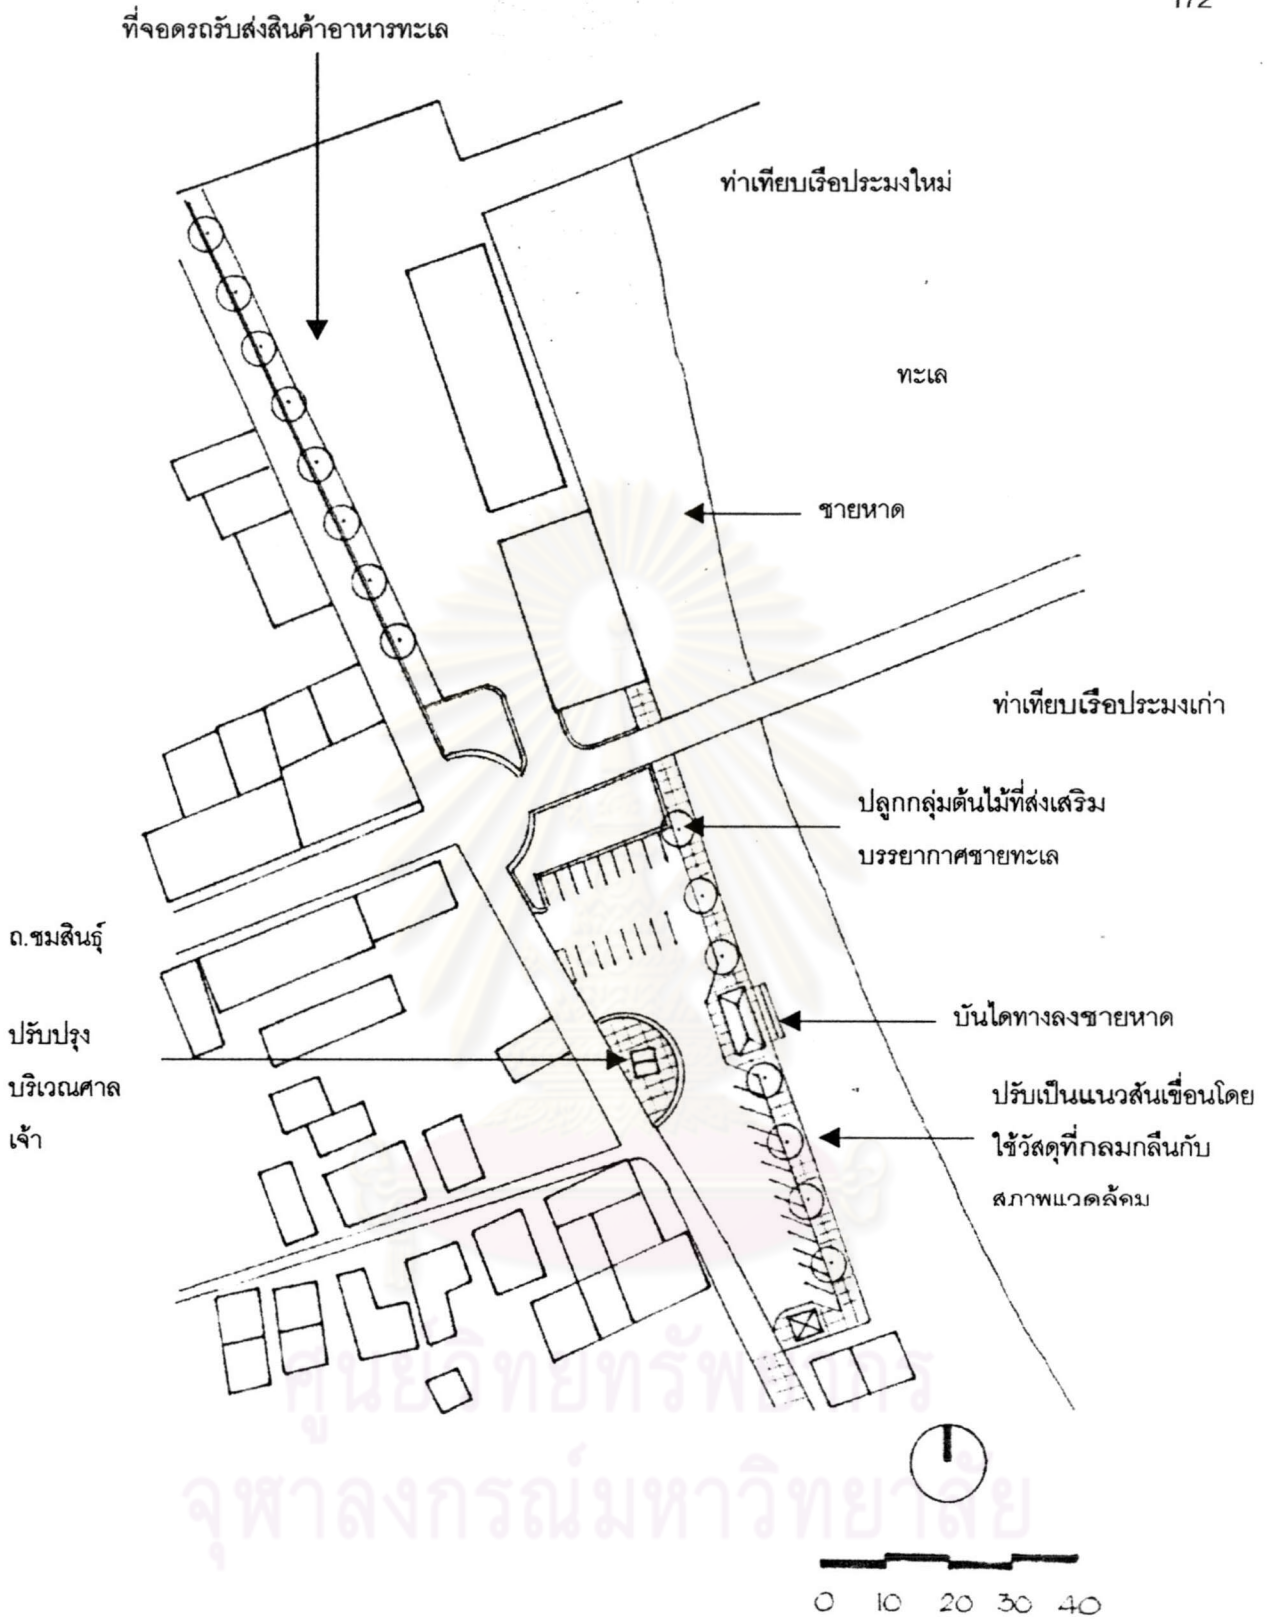 172
ที่จอดรถรับส่งสินค้าอาหารทะเล
ท่าเทียบเรือประมงใหม่
ทะเล
ชายหาด
ท่าเทียบเรือประมงเก่า
ปลูกกลุ่มต้นไม้ที่ส่งเสริม
บรรยากาศชายทะเล
ถ.ชมสินธุ์
บันไดทางลงชายหาด
ปรับปรุง
บริเวณศาล
เจ้า
ปรับเป็นแนวสันเขื่อนโดย
ใช้วัสดุที่กลมกลืนกับ
สภาพแวดล้อม
ศูนย์วิทยทรัพยากร
จุฬาลงกรณ์มหาวิทยาลัย
0 10 20 30 40